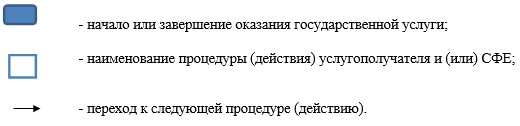 - начало или завершение оказания государственной услуги;
- наименование процедуры (действия) услугополучателя и (или) СФЕ;
- переход к следующей процедуре (действию).